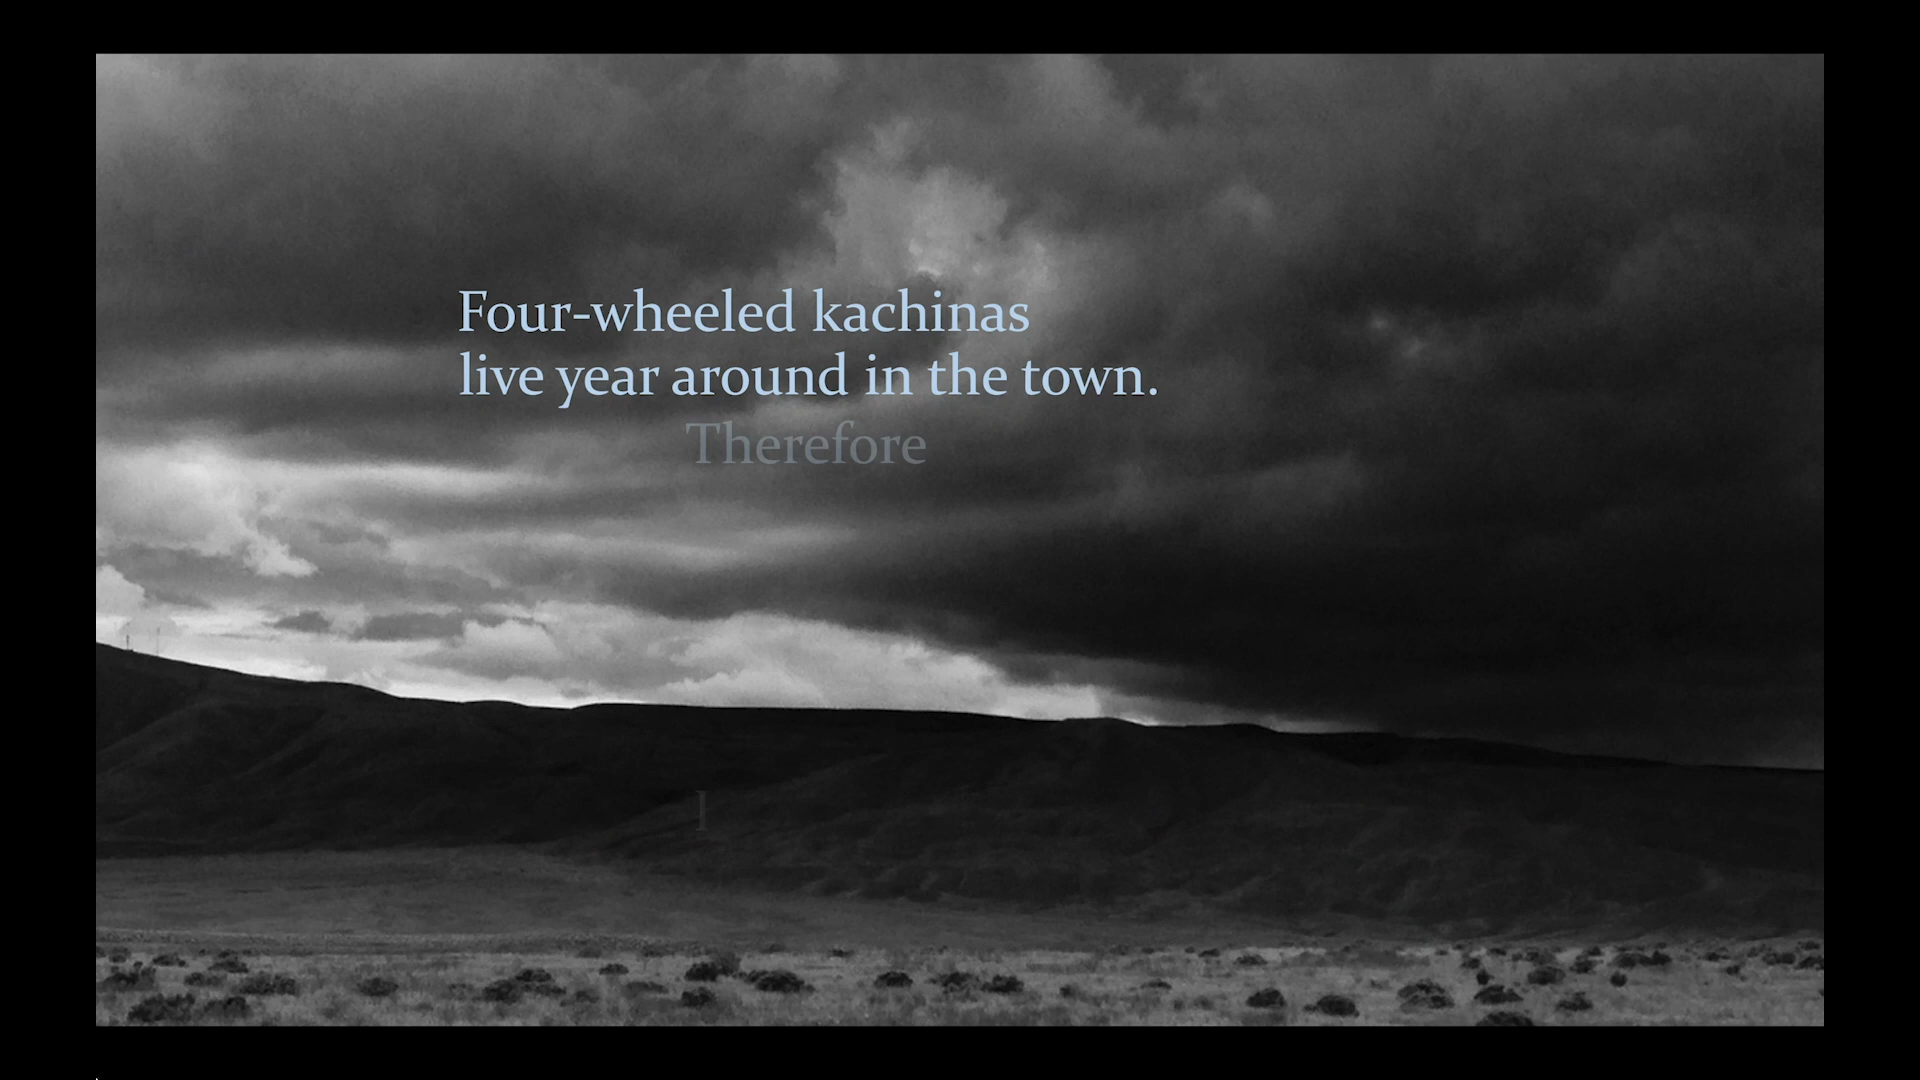 Four-wheeled kachinas
live year around in the town.
Therefore
I